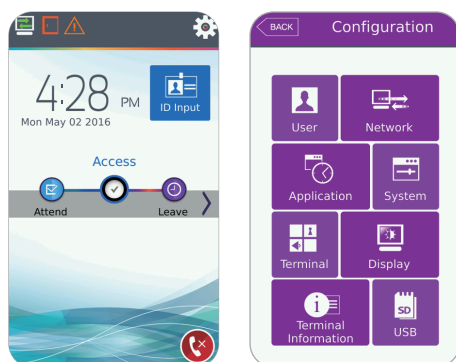 4:28 PM
Mon May 02 2016
ID Input
Access
Attend
Leave
BACK
Configuration
User
Network
Application
System
Terminal
Display
Terminal
Information
SD
USB